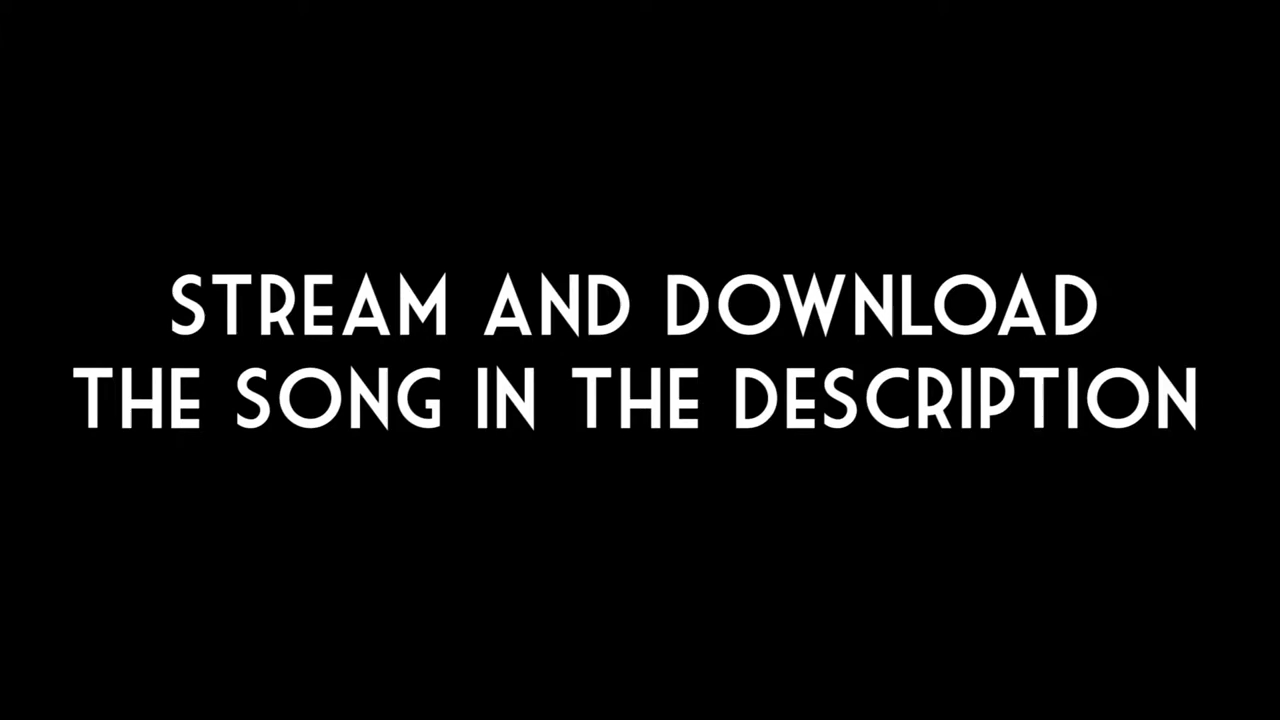 STREAM AND DOWNLOAD
THE SONG IN THE DESCRIPTION